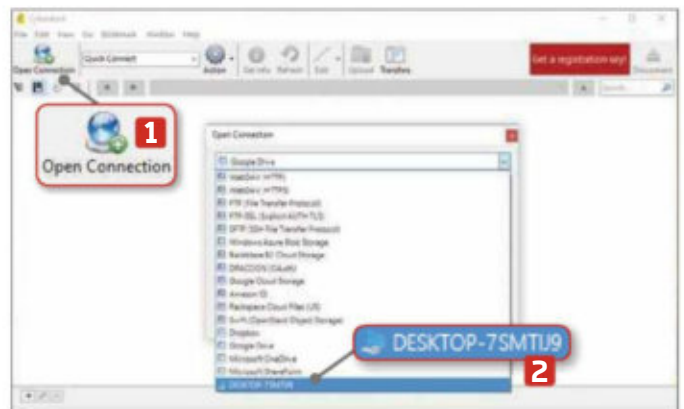 Cyberduck
File Edit View Go Bookmark Window Help
Open Connection
Quick Connect
Action
Get Info
Refresh
Edit
Upload
Transfers
Get a registration key!
Disconnect
Search...
1
Open Connection
Open Connection
Google Drive
WebDAV (HTTP)
WebDAV (HTTPS)
FTP (File Transfer Protocol)
FTP-SSL (Explicit AUTH TLS)
SFTP (SSH File Transfer Protocol)
Windows Azure Blob Storage
Backblaze B2 Cloud Storage
DRACOON (OAuth)
Google Cloud Storage
Amazon S3
Rackspace Cloud Files (US)
Swift (OpenStack Object Storage)
Dropbox
Google Drive
Microsoft OneDrive
Microsoft SharePoint
DESKTOP-7SMTIJ9
DESKTOP-7SMTIJ9
2